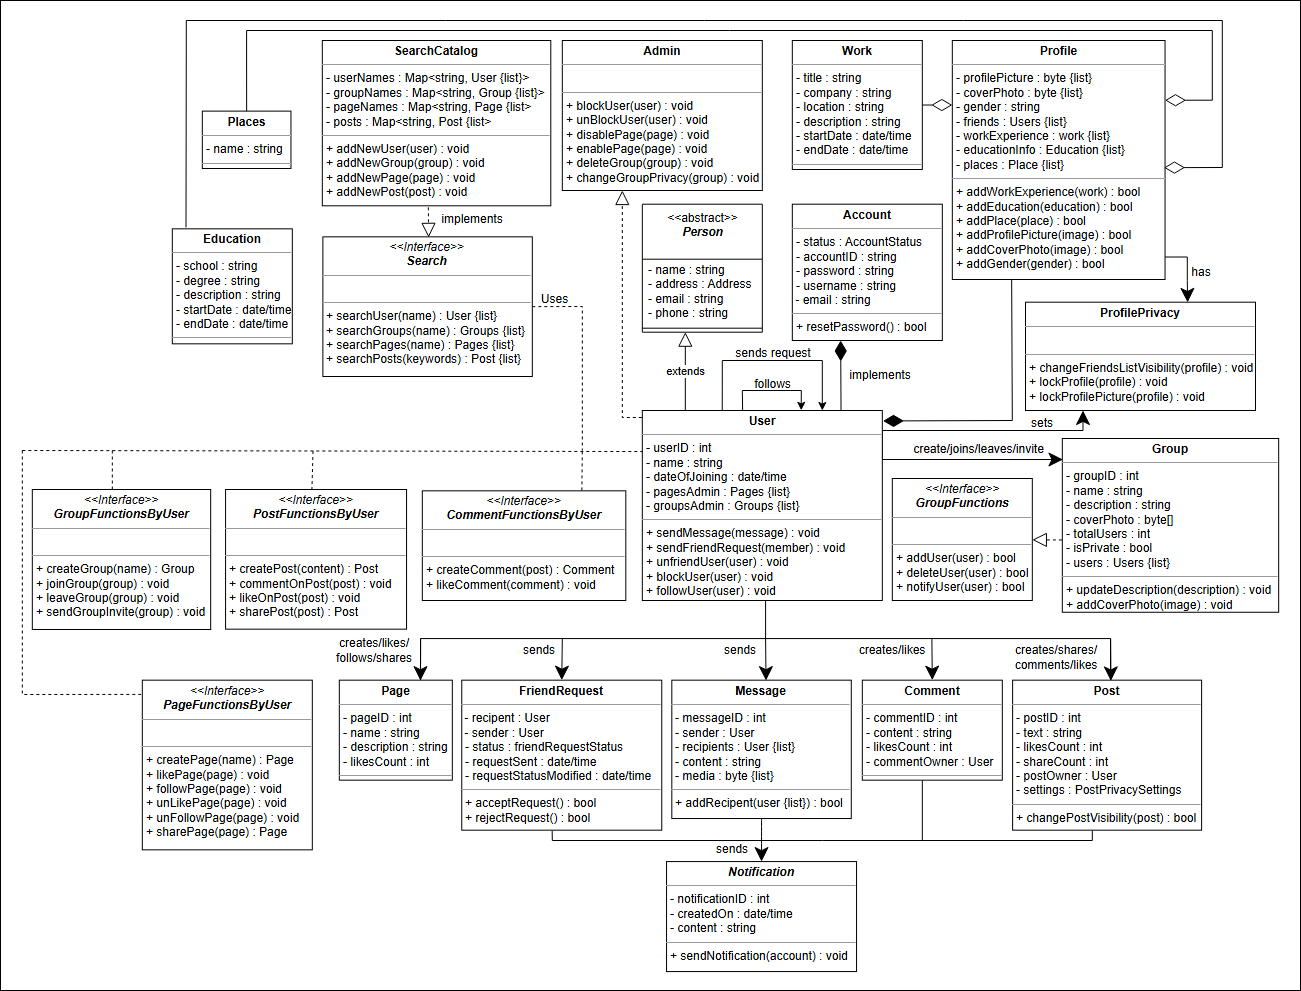 SearchCatalog
- userNames : Map<string, User {list}>
- groupNames : Map<string, Group {list}>
- pageNames : Map<string, Page {list>
- posts : Map<string, Post {list>
+ addNewUser(user) : void
+ addNewGroup(group) : void
+ addNewPage(page) : void
+ addNewPost(post) : void
Admin
+ blockUser(user) : void
+ unBlockUser(user) : void
+ disablePage(page) : void
+ enablePage(page) : void
+ deleteGroup(group) : void
+ changeGroupPrivacy(group) : void
Work
- title : string
- company : string
- location : string
- description : string
- startDate : date/time
- endDate : date/time
Profile
- profilePicture : byte {list}
- coverPhoto : byte {list}
- gender : string
- friends : Users {list}
- workExperience : work {list}
- educationInfo : Education {list}
- places : Place {list}
+ addWorkExperience(work) : bool
+ addEducation(education) : bool
+ addPlace(place) : bool
+ addProfilePicture(image) : bool
+ addCoverPhoto(image) : bool
+ addGender(gender) : bool
Places
- name : string
implements
Education
- school : string
- degree : string
- description : string
- startDate : date/time
- endDate : date/time
<<Interface>>
Search
+ searchUser(name) : User {list}
+ searchGroups(name) : Groups {list}
+ searchPages(name) : Pages {list}
+ searchPosts(keywords) : Post {list}
Uses
<<abstract>>
Person
- name : string
- address : Address
- email : string
- phone : string
Account
- status : AccountStatus
- accountID : string
- password : string
- username : string
- email : string
+ resetPassword() : bool
has
ProfilePrivacy
+ changeFriendsListVisibility(profile) : void
+ lockProfile(profile) : void
+ lockProfilePicture(profile) : void
extends
sends request
follows
implements
sets
User
- userID : int
- name : string
- dateOfJoining : date/time
- pagesAdmin : Pages {list}
- groupsAdmin : Groups {list}
+ sendMessage(message) : void
+ sendFriendRequest(member) : void
+ unfriendUser(user) : void
+ blockUser(user) : void
+ followUser(user) : void
create/joins/leaves/invite
Group
- groupID : int
- name : string
- description : string
- coverPhoto : byte[]
- totalUsers : int
- isPrivate : bool
- users : Users {list}
+ updateDescription(description) : void
+ addCoverPhoto(image) : void
<<Interface>>
GroupFunctions
+ addUser(user) : bool
+ deleteUser(user) : bool
+ notifyUser(user) : bool
<<Interface>>
GroupFunctionsByUser
+ createGroup(name) : Group
+ joinGroup(group) : void
+ leaveGroup(group) : void
+ sendGroupInvite(group) : void
<<Interface>>
PostFunctionsByUser
+ createPost(content) : Post
+ commentOnPost(post) : void
+ likeOnPost(post) : void
+ sharePost(post) : Post
<<Interface>>
CommentFunctionsByUser
+ createComment(post) : Comment
+ likeComment(comment) : void
creates/likes/
follows/shares
sends
sends
creates/likes
creates/shares/
comments/likes
<<Interface>>
PageFunctionsByUser
+ createPage(name) : Page
+ likePage(page) : void
+ followPage(page) : void
+ unLikePage(page) : void
+ unFollowPage(page) : void
+ sharePage(page) : Page
Page
- pageID : int
- name : string
- description : string
- likesCount : int
FriendRequest
- recipent : User
- sender : User
- status : friendRequestStatus
- requestSent : date/time
- requestStatusModified : date/time
+ acceptRequest() : bool
+ rejectRequest() : bool
Message
- messageID : int
- sender : User
- recipients : User {list}
- content : string
- media : byte {list}
+ addRecipent(user {list}) : bool
Comment
- commentID : int
- content : string
- likesCount : int
- commentOwner : User
Post
- postID : int
- text : string
- likesCount : int
- shareCount : int
- postOwner : User
- settings : PostPrivacySettings
+ changePostVisibility(post) : bool
sends
Notification
- notificationID : int
- createdOn : date/time
- content : string
+ sendNotification(account) : void